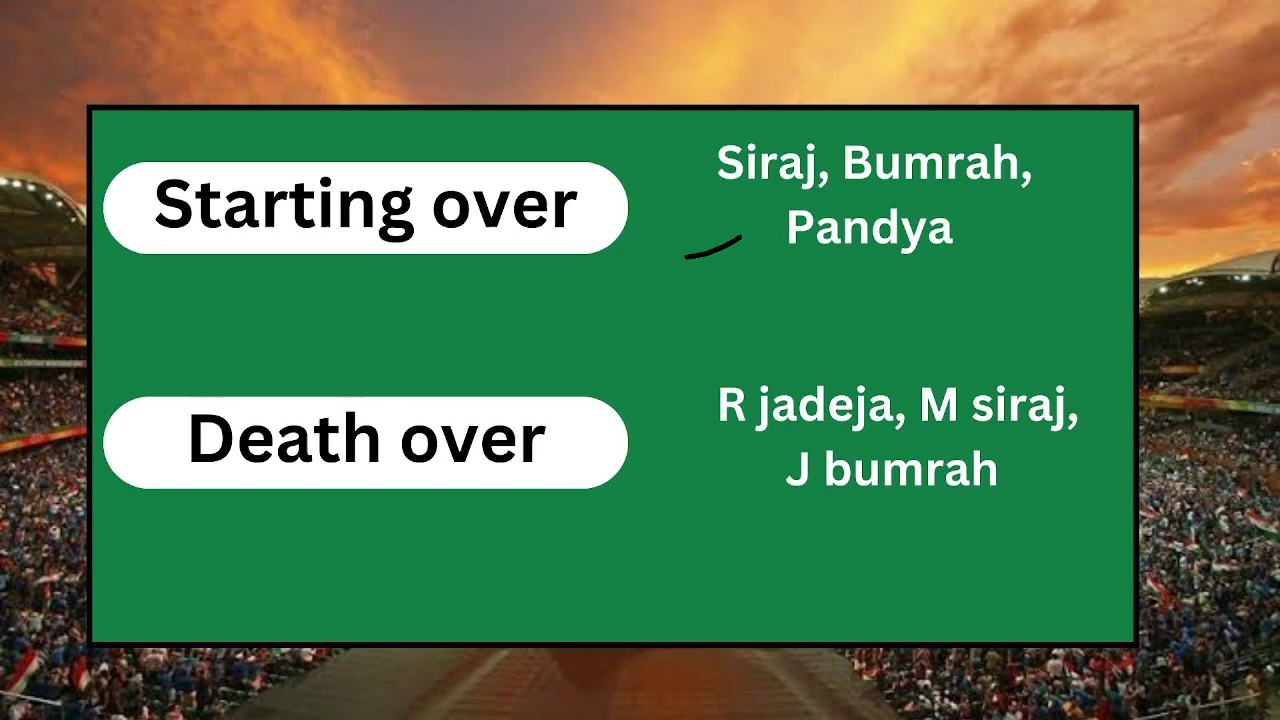 Starting over
Siraj, Bumrah,
Pandya
Death over
R jadeja, M siraj,
J bumrah